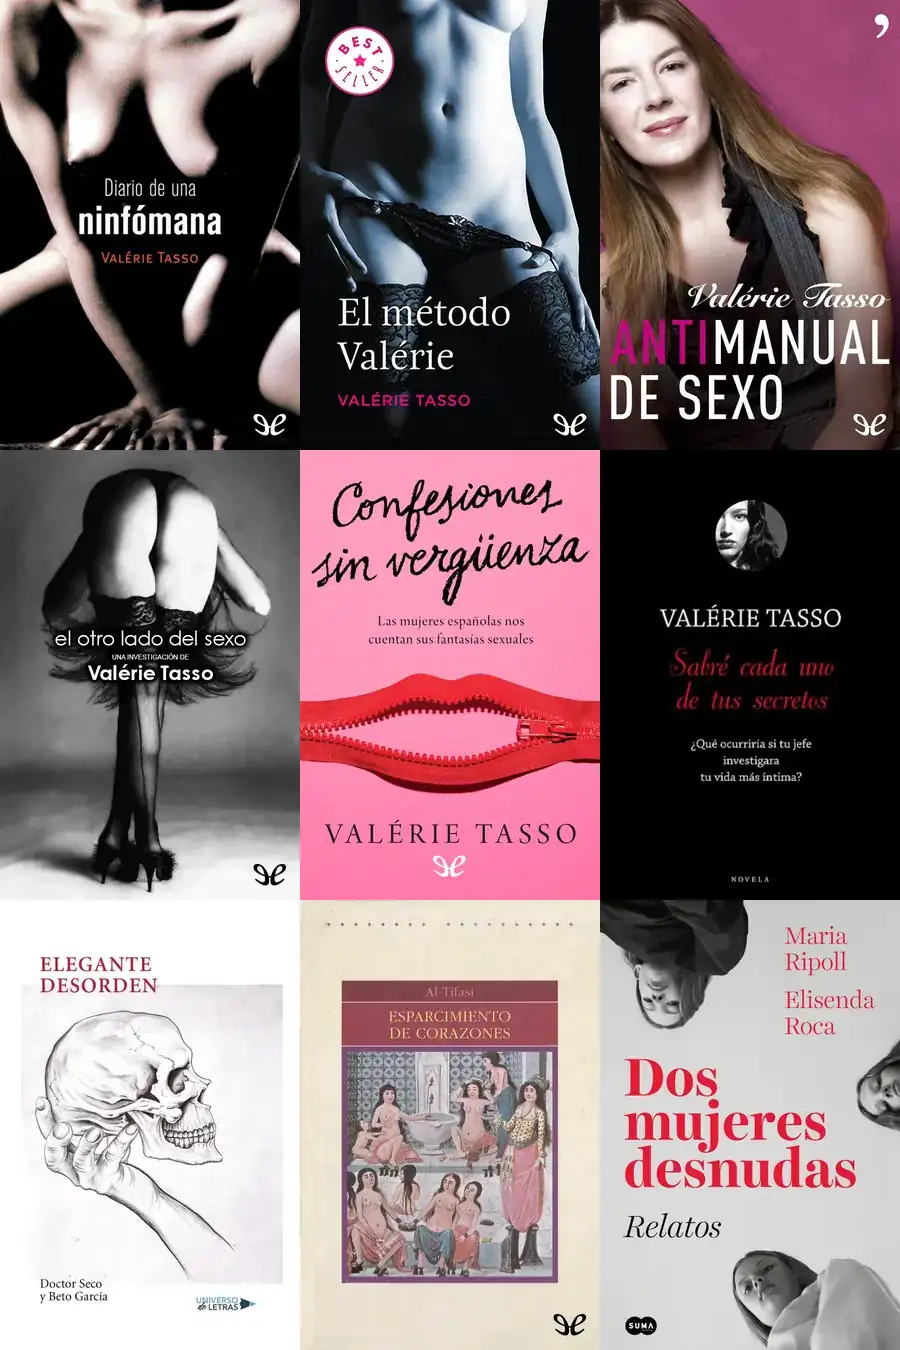 Diario de una
ninfómana
VALÉRIE TASSO
BEST
SELLER
El método
Valérie
VALÉRIE TASSO
Valérie Tasso
ANTIMANUAL
DE SEXO
el otro lado del sexo
UNA INVESTIGACIÓN DE
Valérie Tasso
Confesiones
sin vergüenza
Las mujeres españolas nos
cuentan sus fantasías sexuales
VALÉRIE TASSO
VALÉRIE TASSO
Sabré cada uno
de tus secretos
¿Qué ocurriría si tu jefe
investigara
tu vida más íntima?
NOVELA
ELEGANTE
DESORDEN
Doctor Seco
y Beto García
UNIVERSO
de LETRAS
Al-Tifasi
ESPARCIMIENTO
DE CORAZONES
Maria
Ripoll
Elisenda
Roca
Dos
mujeres
desnudas
Relatos
SUMA